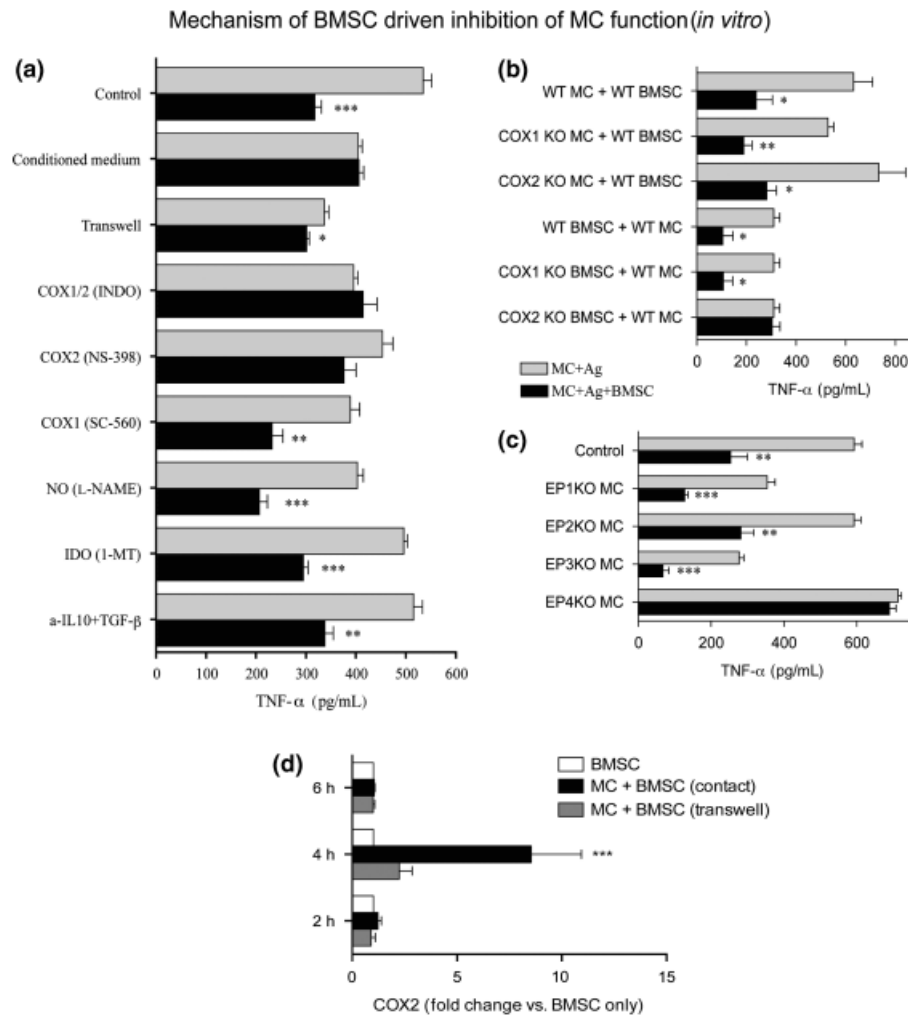 Mechanism of BMSC driven inhibition of MC function(in vitro)
(a)
Control
***
Conditioned medium
Transwell
*
COX1/2 (INDO)
COX2 (NS-398)
COX1 (SC-560)
**
NO (L-NAME)
***
IDO (1-MT)
***
a-IL10+TGF-β
**
0 100 200 300 400 500 600
TNF-α (pg/mL)
(b)
WT MC + WT BMSC
*
COX1 KO MC + WT BMSC
**
COX2 KO MC + WT BMSC
*
WT BMSC + WT MC
*
COX1 KO BMSC + WT MC
*
COX2 KO BMSC + WT MC
0 200 400 600 800
TNF-α (pg/mL)
MC+Ag
MC+Ag+BMSC
(c)
Control
**
EP1KO MC
***
EP2KO MC
**
EP3KO MC
***
EP4KO MC
0 200 400 600
TNF-α (pg/mL)
(d)
BMSC
MC + BMSC (contact)
MC + BMSC (transwell)
6 h
4 h
***
2 h
0 5 10 15
COX2 (fold change vs. BMSC only)